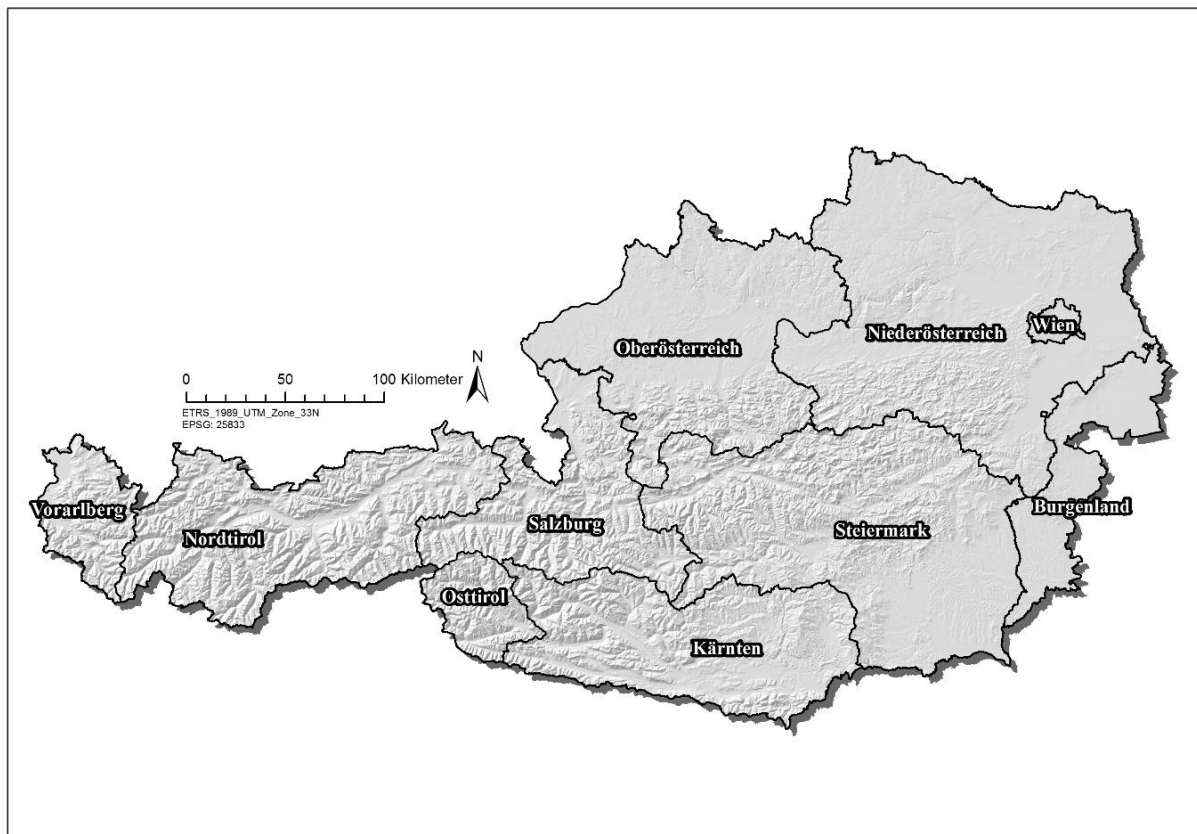 Niederösterreich
Wien
Oberösterreich
N
0 50 100 Kilometer
ETRS_1989_UTM_Zone_33N
EPSG: 25833
Vorarlberg
Nordtirol
Salzburg
Steiermark
Burgenland
Osttirol
Kärnten